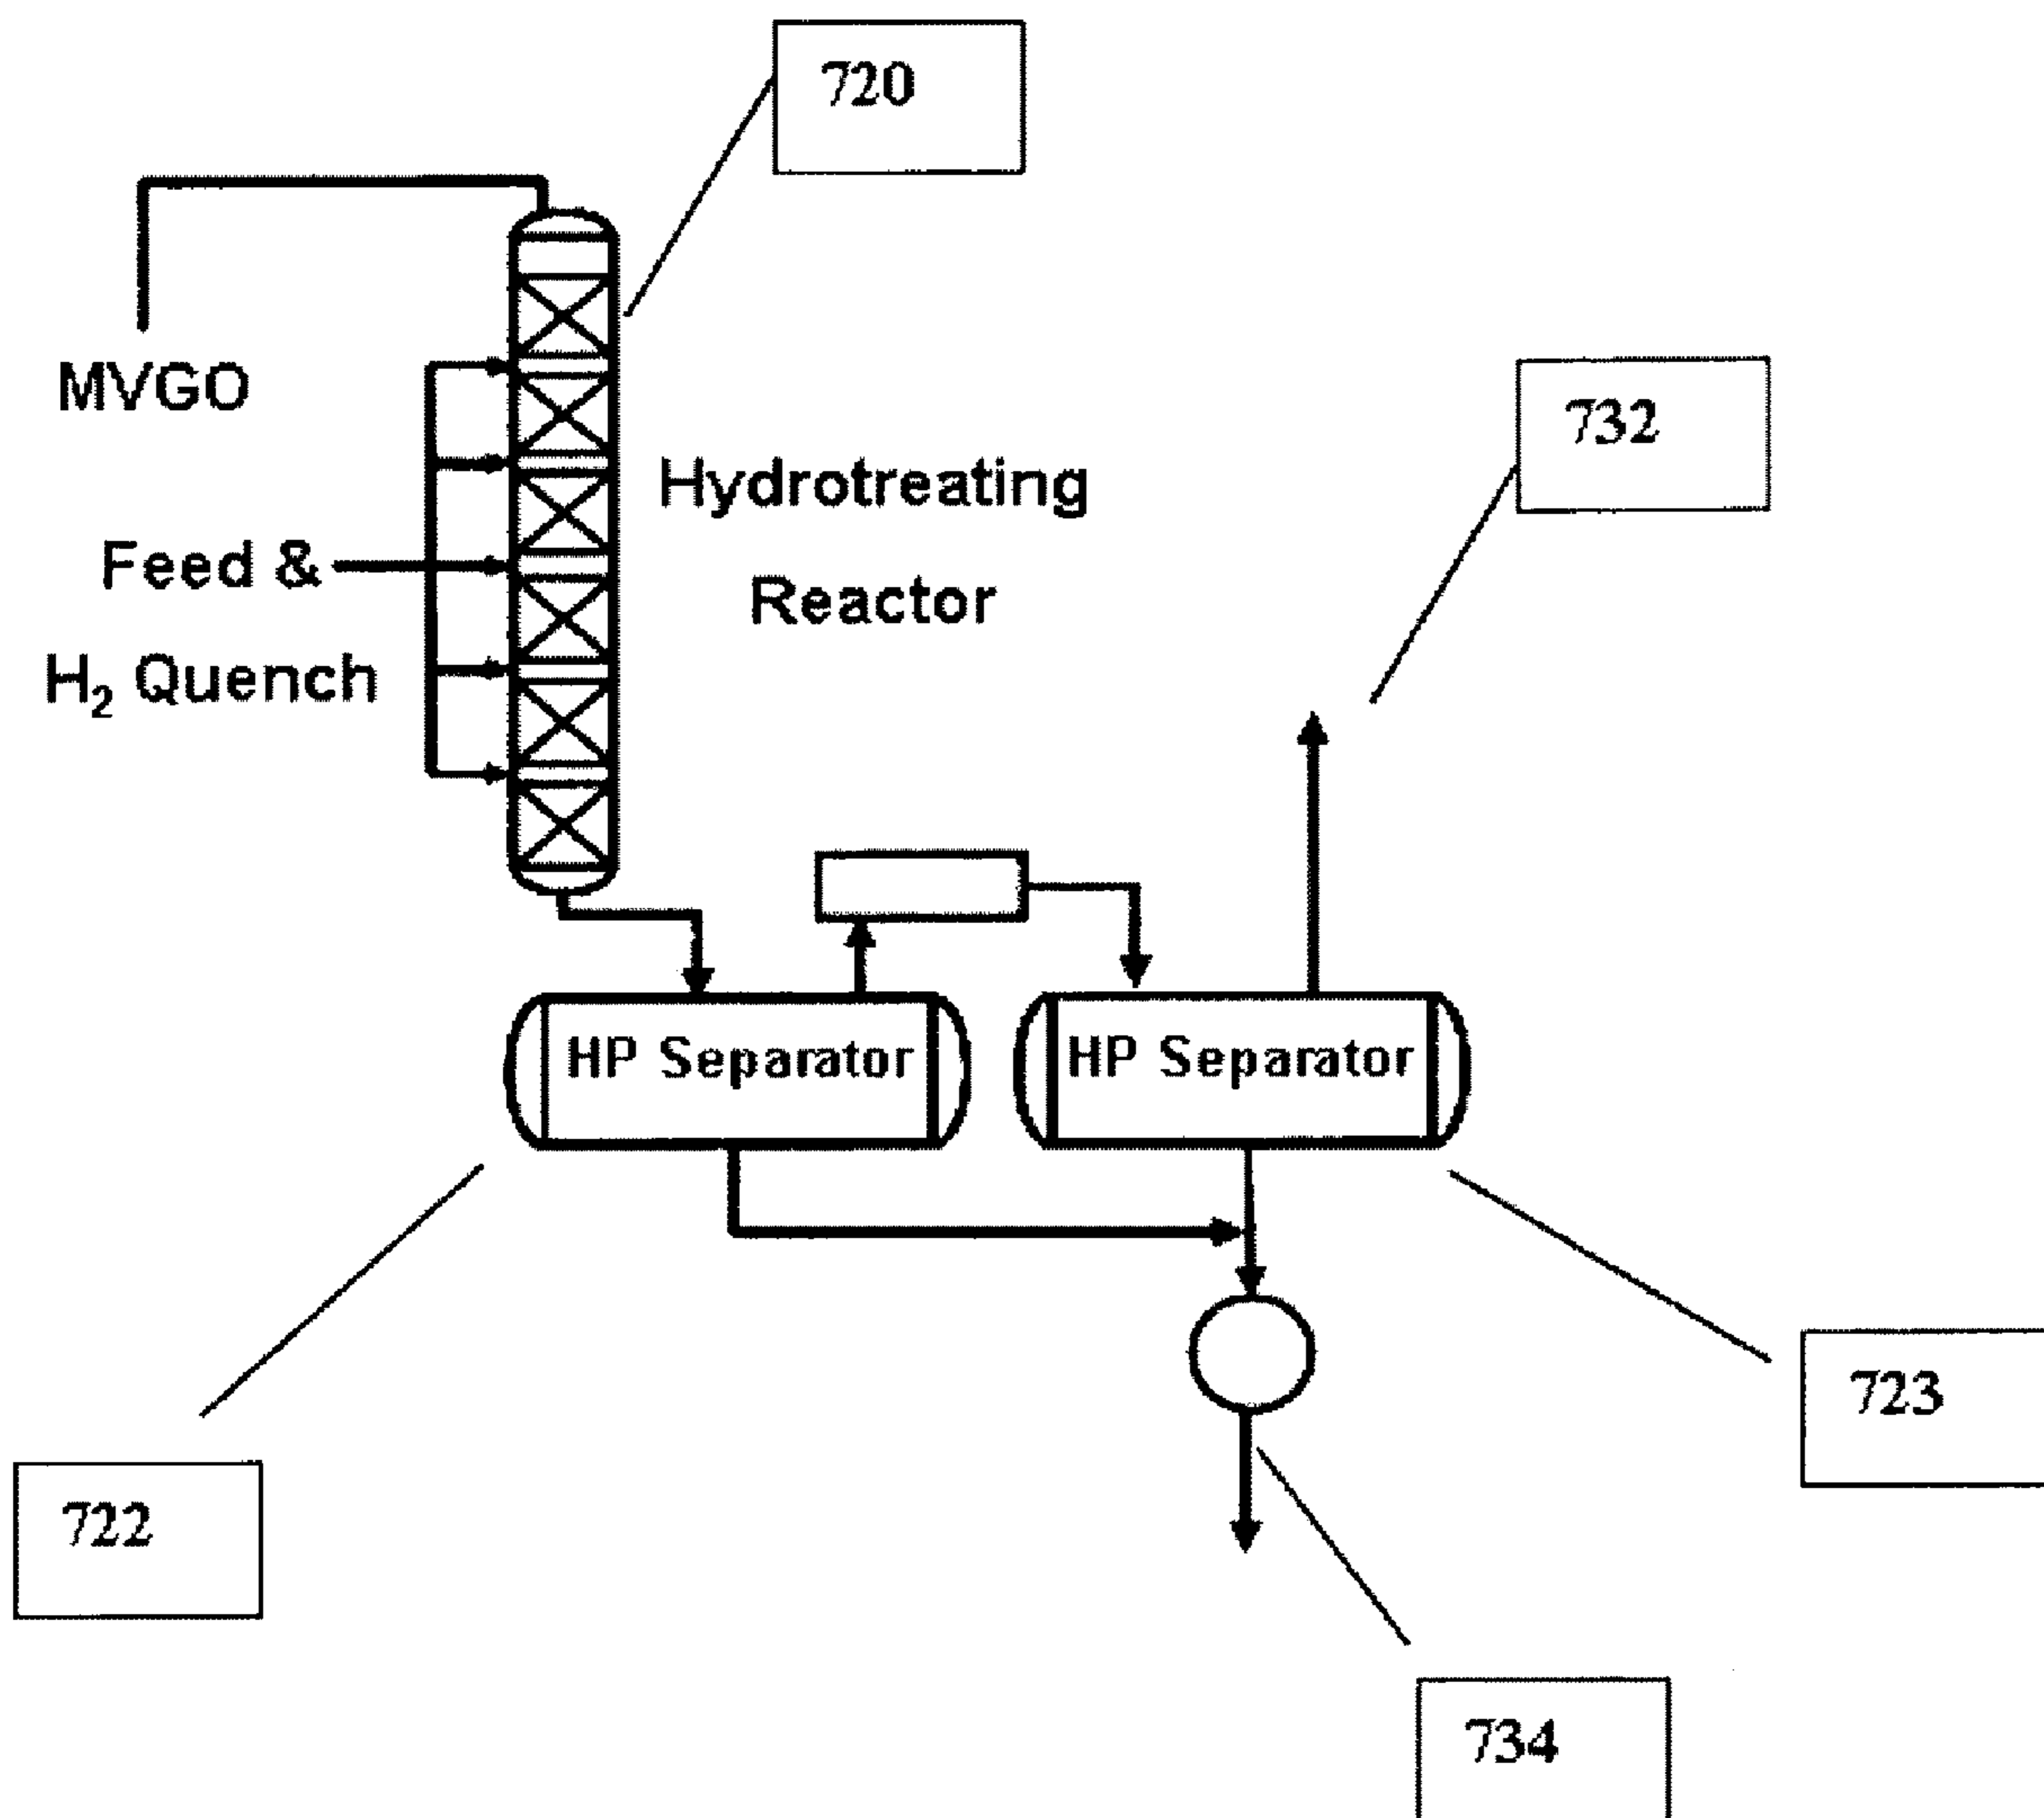 720
MVGO
732
Hydrotreating
Reactor
Feed &
H₂ Quench
HP Separator
HP Separator
723
722
734